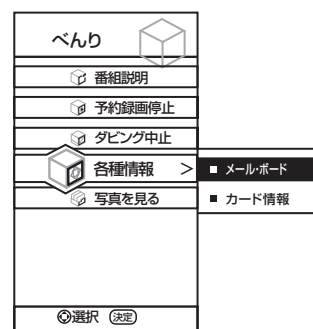 べんり
番組説明
予約録画停止
ダビング中止
各種情報 >
メール・ボード
カード情報
写真を見る
選択 決定